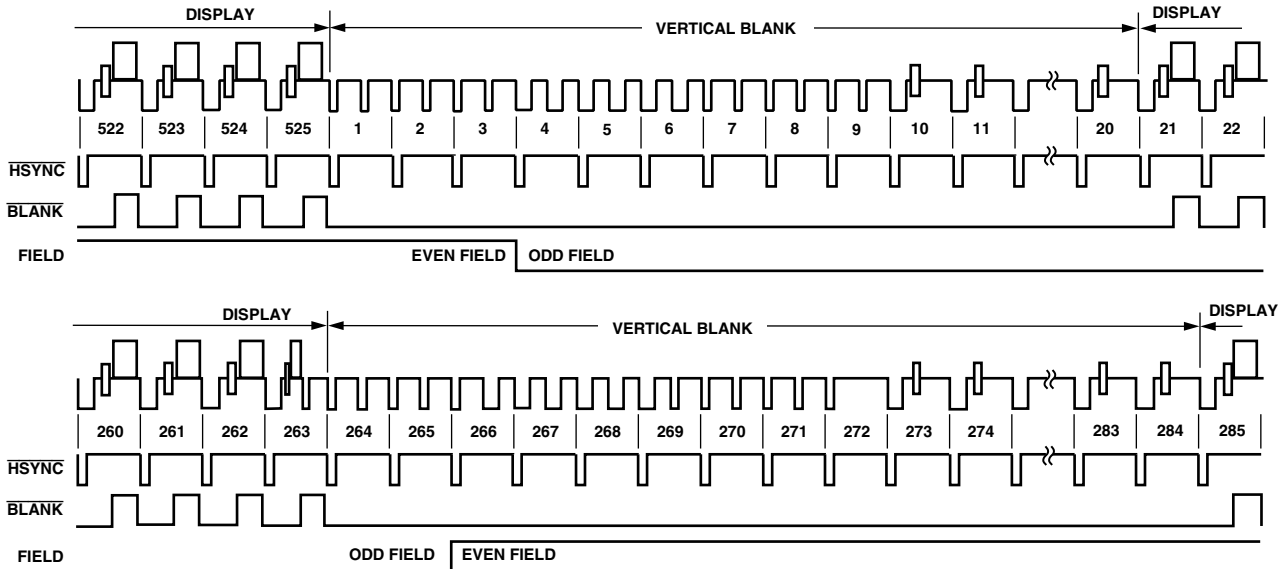 DISPLAY VERTICAL BLANK DISPLAY
522 523 524 525 1 2 3 4 5 6 7 8 9 10 11 20 21 22
HSYNC
BLANK
FIELD EVEN FIELD ODD FIELD
DISPLAY VERTICAL BLANK DISPLAY
260 261 262 263 264 265 266 267 268 269 270 271 272 273 274 283 284 285
HSYNC
BLANK
FIELD ODD FIELD EVEN FIELD